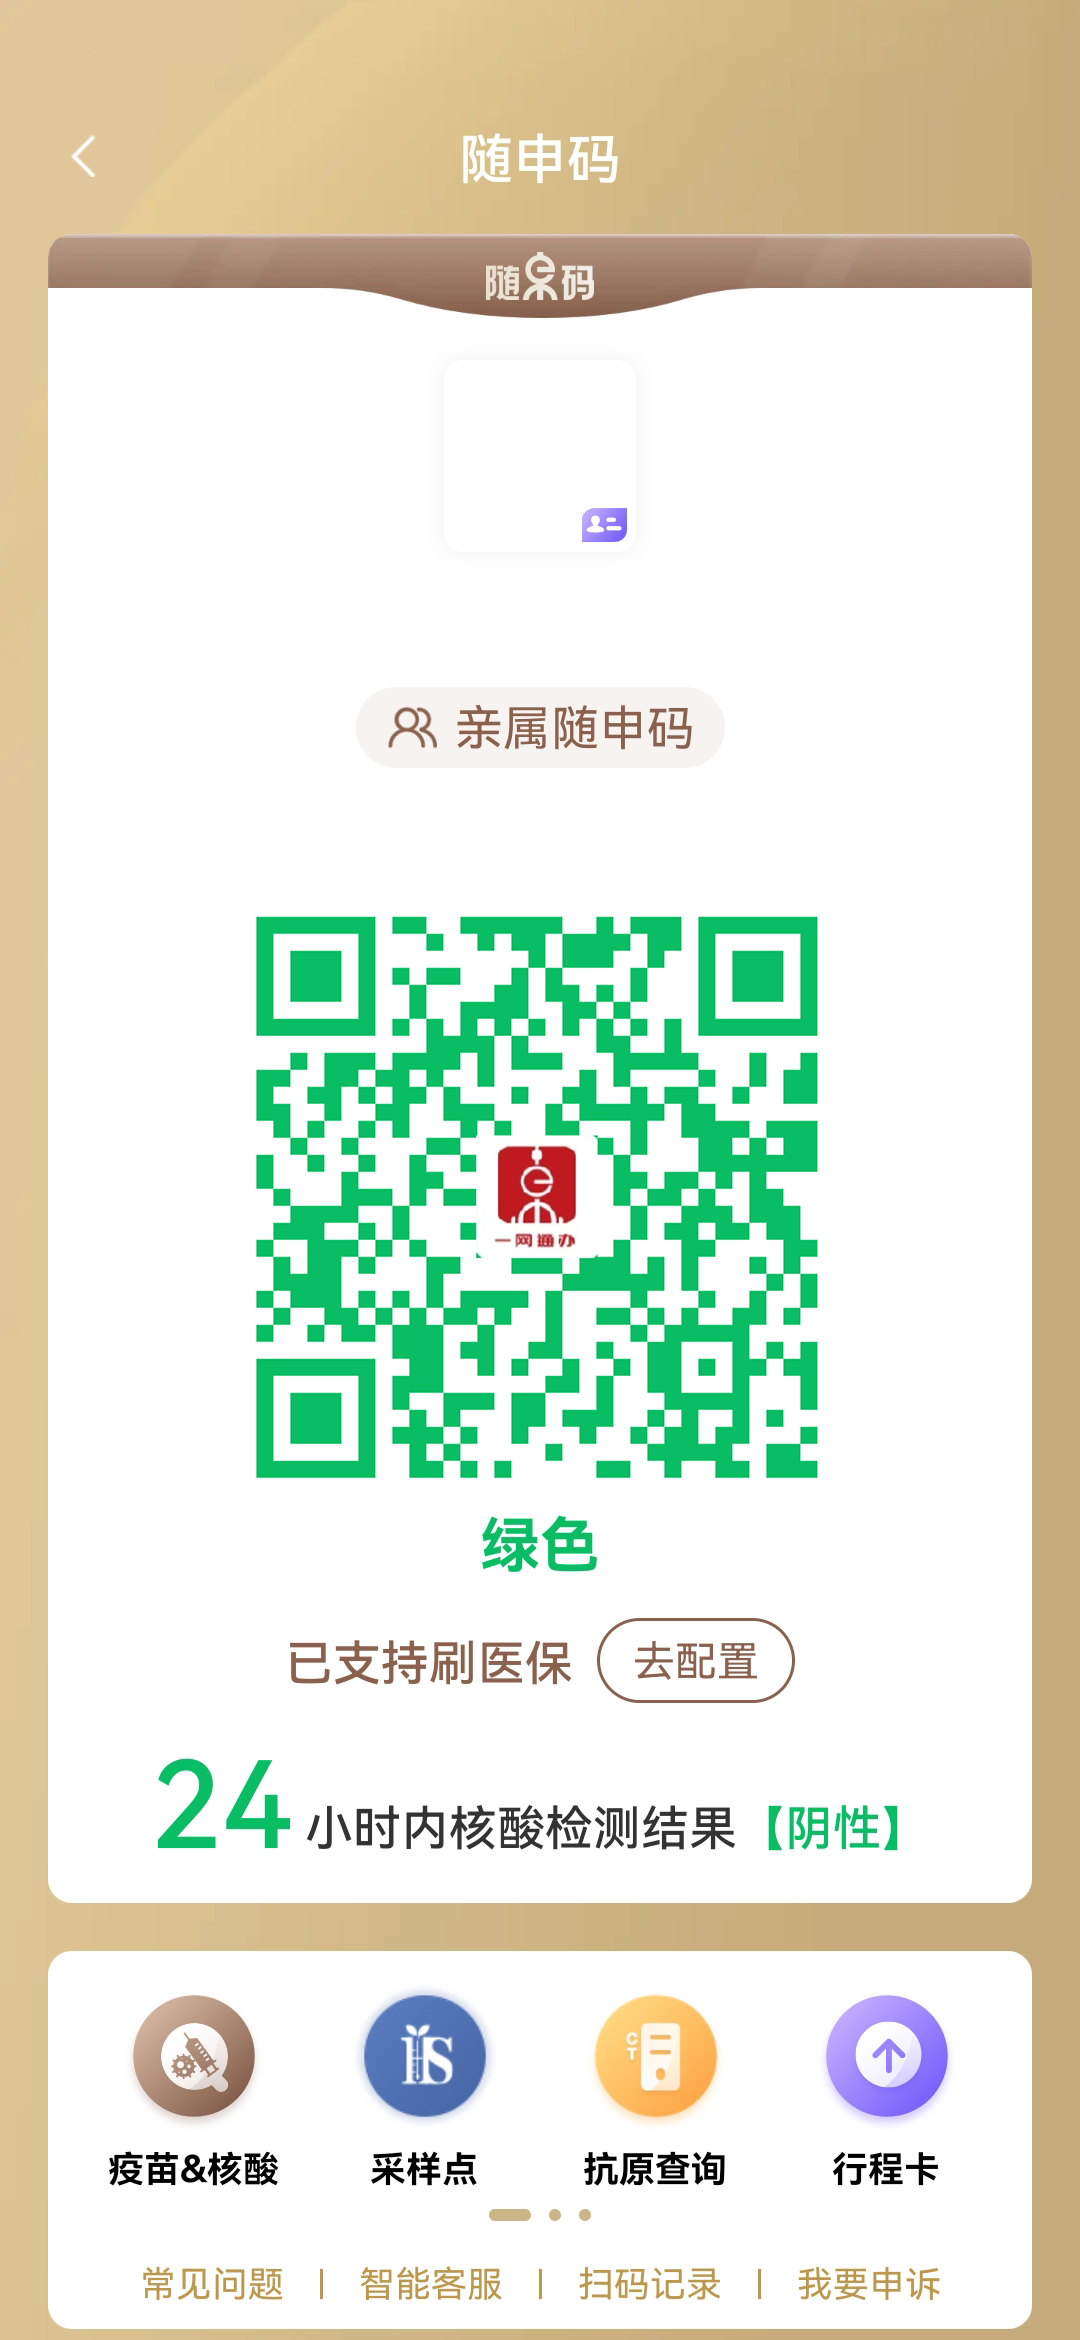 随申码
随申码
亲属随申码
一网通办
绿色
已支持刷医保 去配置
24 小时内核酸检测结果【阴性】
CT
疫苗&核酸 采样点 抗原查询 行程卡
常见问题 | 智能客服 | 扫码记录 | 我要申诉